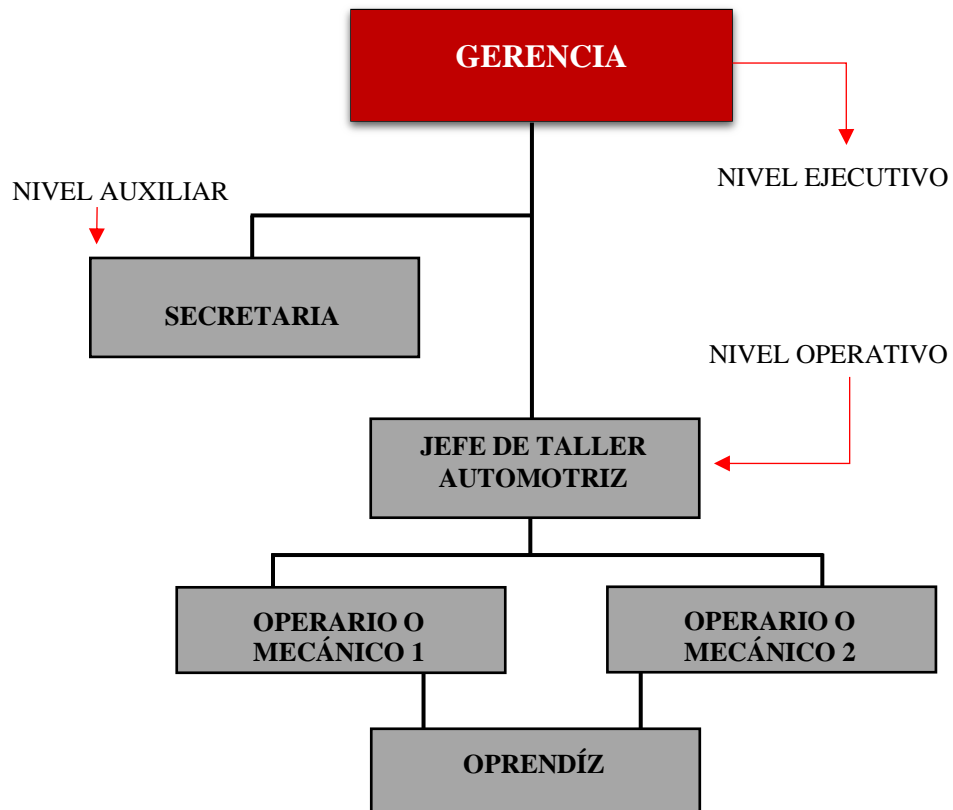 GERENCIA
NIVEL EJECUTIVO
NIVEL AUXILIAR
SECRETARIA
NIVEL OPERATIVO
JEFE DE TALLER
AUTOMOTRIZ
OPERARIO O
MECÁNICO 1
OPERARIO O
MECÁNICO 2
OPRENDÍZ